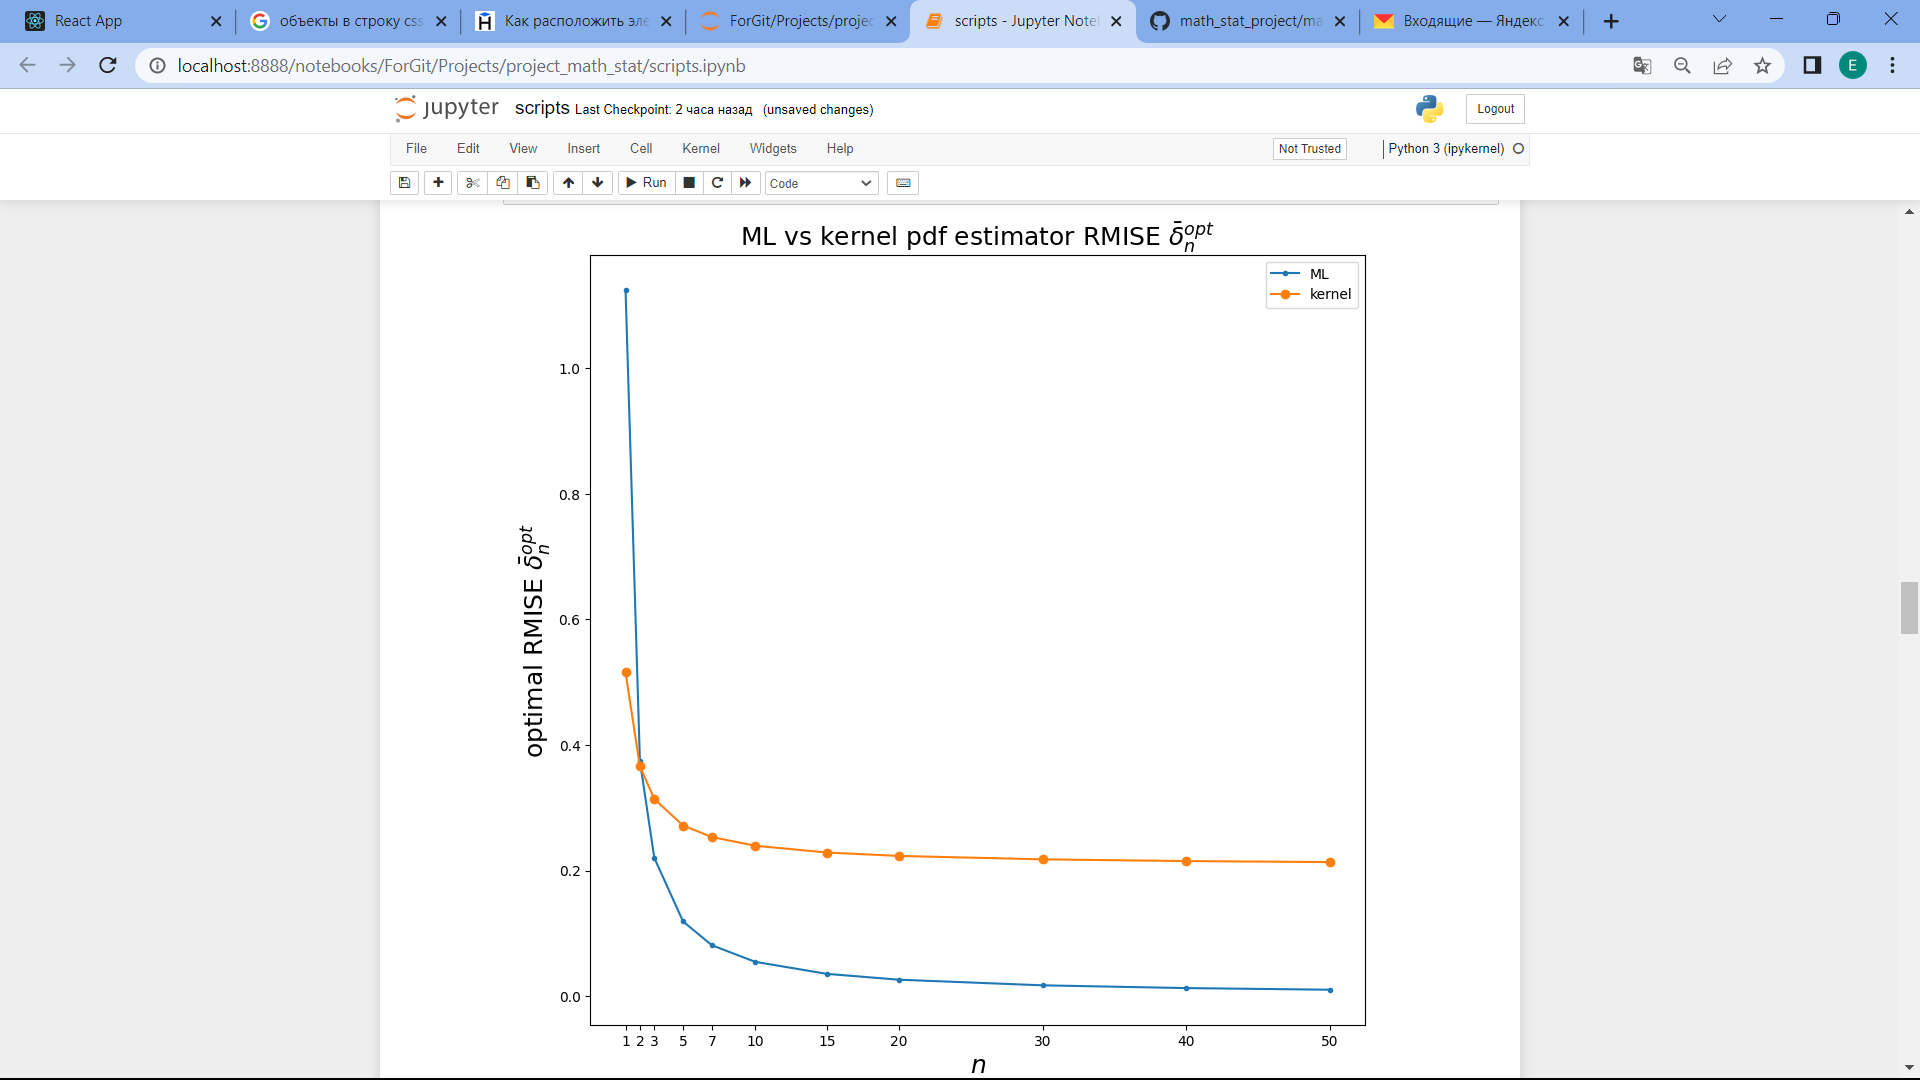 React App
объекты в строку css
Как расположить эле
ForGit/Projects/projec
scripts - Jupyter Note
math_stat_project/ma
Входящие — Яндекс
localhost:8888/notebooks/ForGit/Projects/project_math_stat/scripts.ipynb
E
jupyter scripts Last Checkpoint: 2 часа назад (unsaved changes)
Logout
File Edit View Insert Cell Kernel Widgets Help
Not Trusted
Python 3 (ipykernel)
Run
Code
ML vs kernel pdf estimator RMISE δ̄ₙᵒᵖᵗ
ML
kernel
optimal RMISE δ̄ₙᵒᵖᵗ
1.0
0.8
0.6
0.4
0.2
0.0
1 2 3 5 7 10 15 20 30 40 50
n